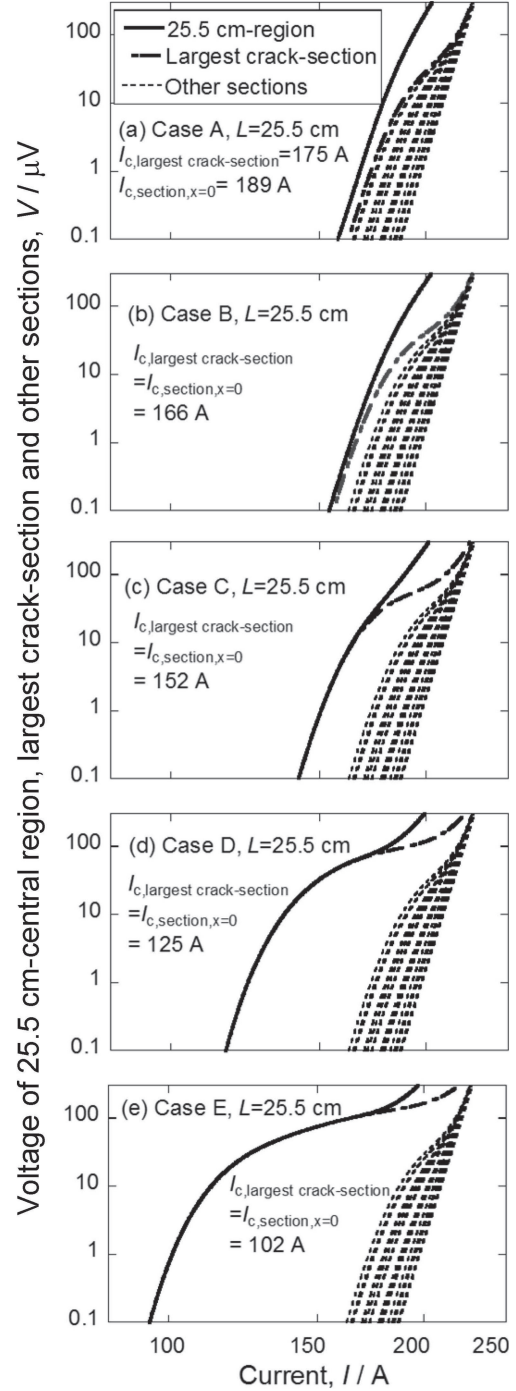 Voltage of 25.5 cm-central region, largest crack-section and other sections, V / μV
25.5 cm-region
Largest crack-section
Other sections
100
10
1
0.1
(a) Case A, L=25.5 cm
Ic,largest crack-section=175 A
Ic,section,x=0= 189 A
100
10
1
0.1
(b) Case B, L=25.5 cm
Ic,largest crack-section
=Ic,section,x=0
= 166 A
100
10
1
0.1
(c) Case C, L=25.5 cm
Ic,largest crack-section
=Ic,section,x=0
= 152 A
100
10
1
0.1
(d) Case D, L=25.5 cm
Ic,largest crack-section
=Ic,section,x=0
= 125 A
100
10
1
0.1
(e) Case E, L=25.5 cm
Ic,largest crack-section
=Ic,section,x=0
= 102 A
100 150 200 250
Current, I / A